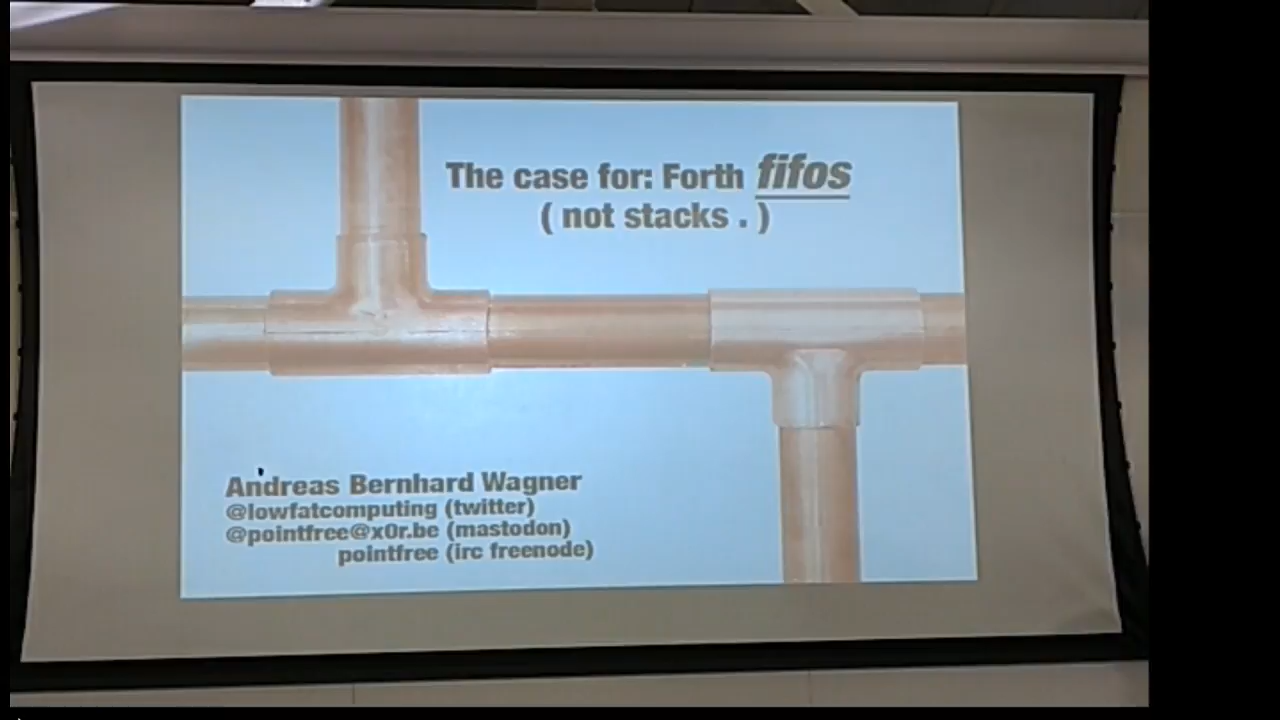 The case for: Forth fifos
( not stacks . )
Andreas Bernhard Wagner
@lowfatcomputing (twitter)
@pointfree@x0r.be (mastodon)
pointfree (irc freenode)